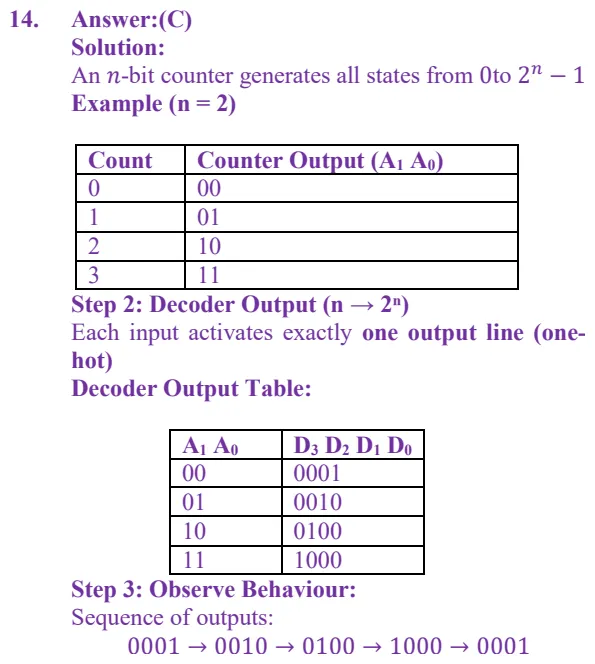 14. Answer:(C)
Solution:
An n-bit counter generates all states from 0to 2ⁿ − 1
Example (n = 2)
Count Counter Output (A₁ A₀)
0 00
1 01
2 10
3 11
Step 2: Decoder Output (n → 2ⁿ)
Each input activates exactly one output line (one-
hot)
Decoder Output Table:
A₁ A₀ D₃ D₂ D₁ D₀
00 0001
01 0010
10 0100
11 1000
Step 3: Observe Behaviour:
Sequence of outputs:
0001 → 0010 → 0100 → 1000 → 0001